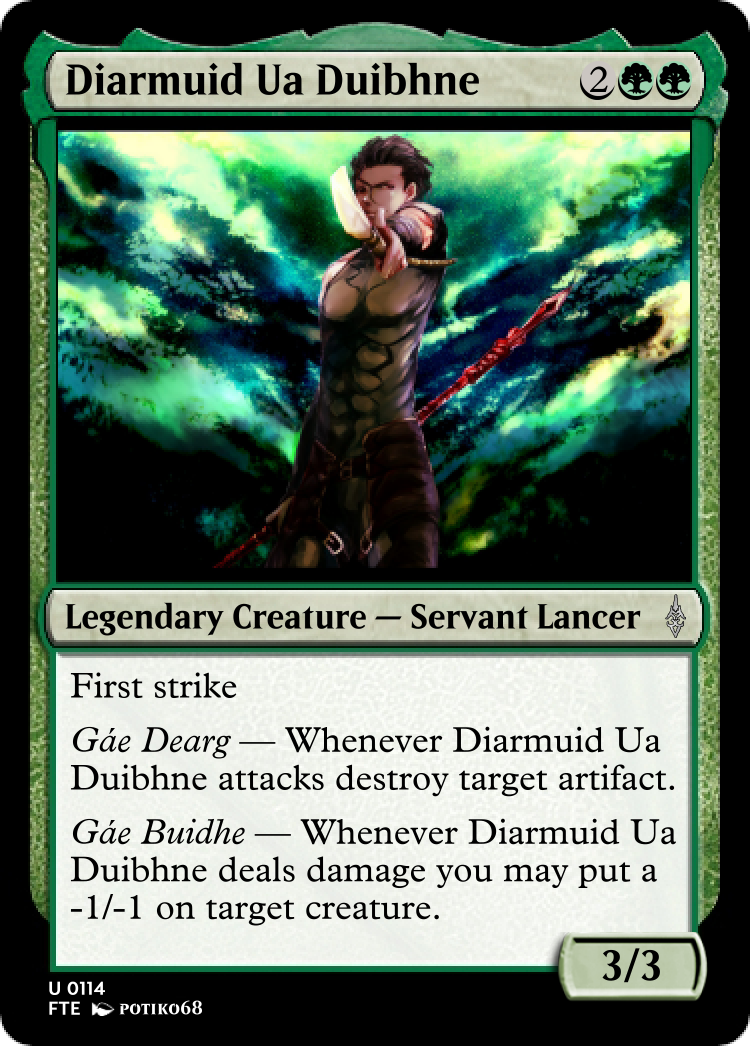 Diarmuid Ua Duibhne 2
Legendary Creature — Servant Lancer
First strike
Gáe Dearg — Whenever Diarmuid Ua
Duibhne attacks destroy target artifact.
Gáe Buidhe — Whenever Diarmuid Ua
Duibhne deals damage you may put a
-1/-1 on target creature.
3/3
U 0114
FTE POTIKO68